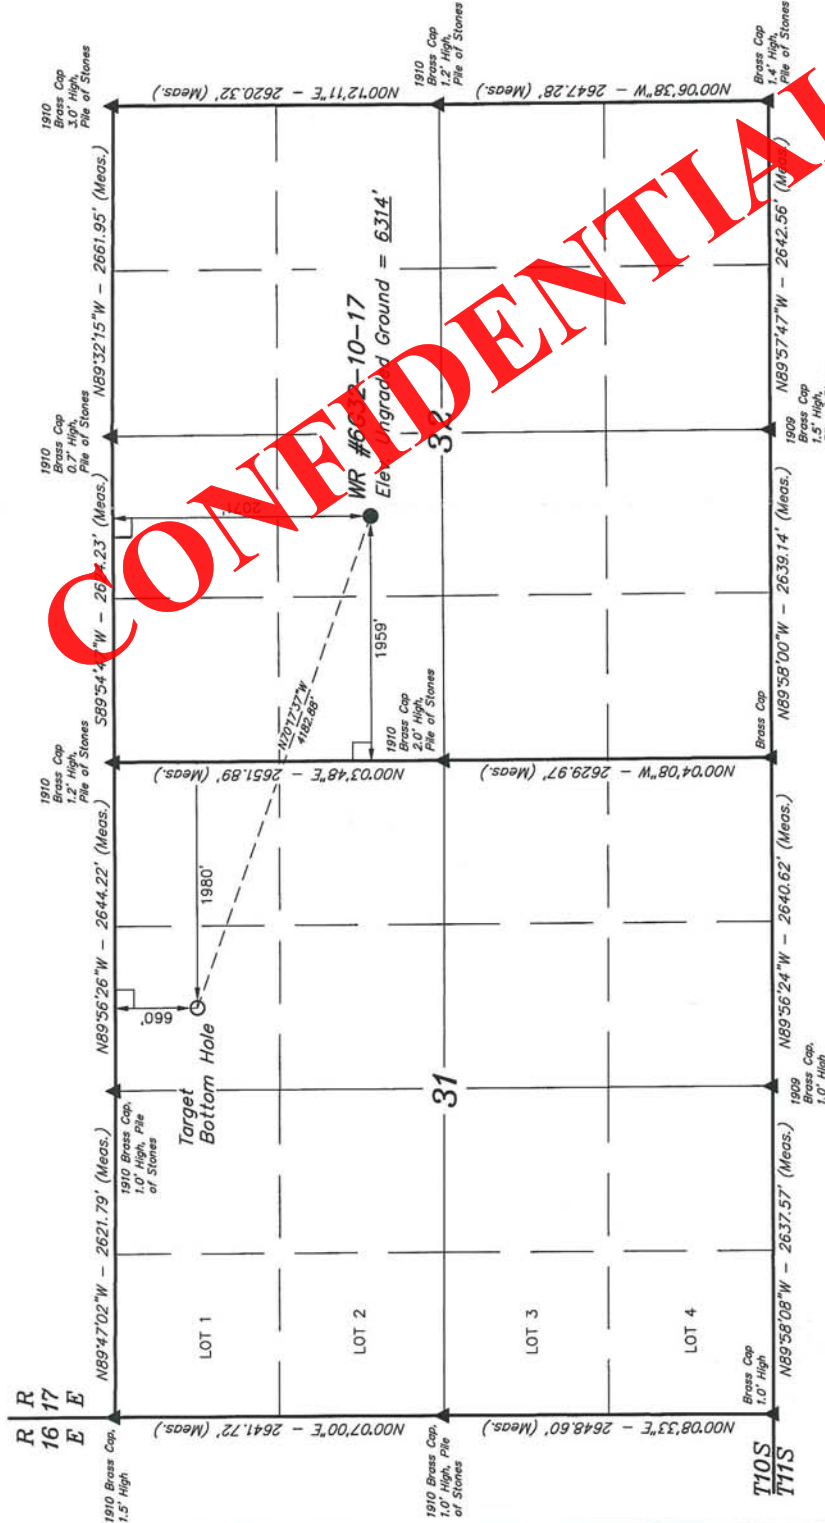 R R
16 17
E E
1910 Brass Cap,
1.5' High
N89°47'02"W - 2621.79' (Meas.)
1910 Brass Cap,
1.0' High, Pile
of Stones
N89°56'26"W - 2644.22' (Meas.)
1910
Brass Cap
1.2' High,
Pile of Stones
(Meas.)
1910
Brass Cap
0.7' High,
Pile of Stones
N89°32'15"W - 2661.95' (Meas.)
1910
Brass Cap
3.0' High,
Pile of Stones
N00°07'00"E - 2641.72' (Meas.)
LOT 1
LOT 2
Target
Bottom Hole
660'
1980'
N00°03'48"E - 2651.89' (Meas.)
N70°17'37"W
4182.88'
2071'
1959'
WR #6G32-10-17
Elev. Ungraded Ground = 6314'
N00°12'11"E - 2620.32' (Meas.)
1910 Brass Cap,
1.0' High, Pile
of Stones
31
1910
Brass Cap
2.0' High,
Pile of Stones
32
1910
Brass Cap
1.2' High,
Pile of Stones
N00°08'33"E - 2648.60' (Meas.)
LOT 3
LOT 4
N00°04'08"W - 2629.97' (Meas.)
N00°06'38"W - 2647.28' (Meas.)
T10S
T11S
Brass Cap
1.0' High
N89°58'08"W - 2637.57' (Meas.)
1909
Brass Cap,
1.0' High
N89°56'24"W - 2640.62' (Meas.)
Brass Cap
N89°58'00"W - 2639.14' (Meas.)
1909
Brass Cap
1.5' High,
N89°57'47"W - 2642.56' (Meas.)
Brass Cap
1.4' High,
Pile of Stones
CONFIDENTIAL